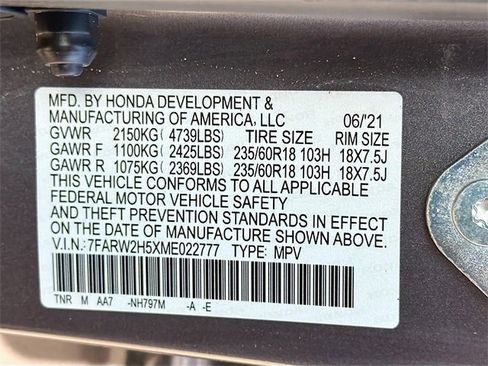 MFD. BY HONDA DEVELOPMENT &
MANUFACTURING OF AMERICA, LLC 06/'21
GVWR 2150KG( 4739LBS) TIRE SIZE RIM SIZE
GAWR F 1100KG( 2425LBS) 235/60R18 103H 18X7.5J
GAWR R 1075KG( 2369LBS) 235/60R18 103H 18X7.5J
THIS VEHICLE CONFORMS TO ALL APPLICABLE
FEDERAL MOTOR VEHICLE SAFETY
AND THEFT PREVENTION STANDARDS IN EFFECT
ON THE DATE OF MANUFACTURE SHOWN ABOVE.
V.I.N.:7FARW2H5XME022777 TYPE: MPV
TNR M AA7 -NH797M -A -E